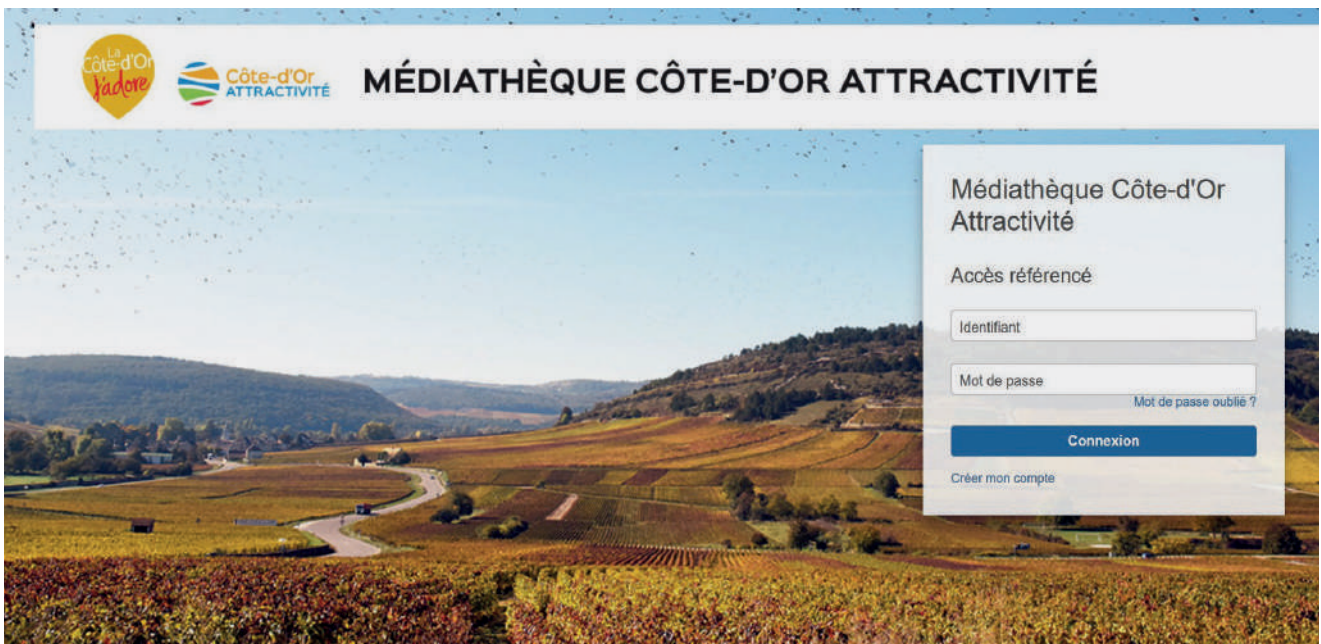 La
Côte-d'Or
j'adore
Côte-d'Or
ATTRACTIVITÉ
MÉDIATHÈQUE CÔTE-D'OR ATTRACTIVITÉ
Médiathèque Côte-d'Or
Attractivité
Accès référencé
Identifiant
Mot de passe
Mot de passe oublié ?
Connexion
Créer mon compte